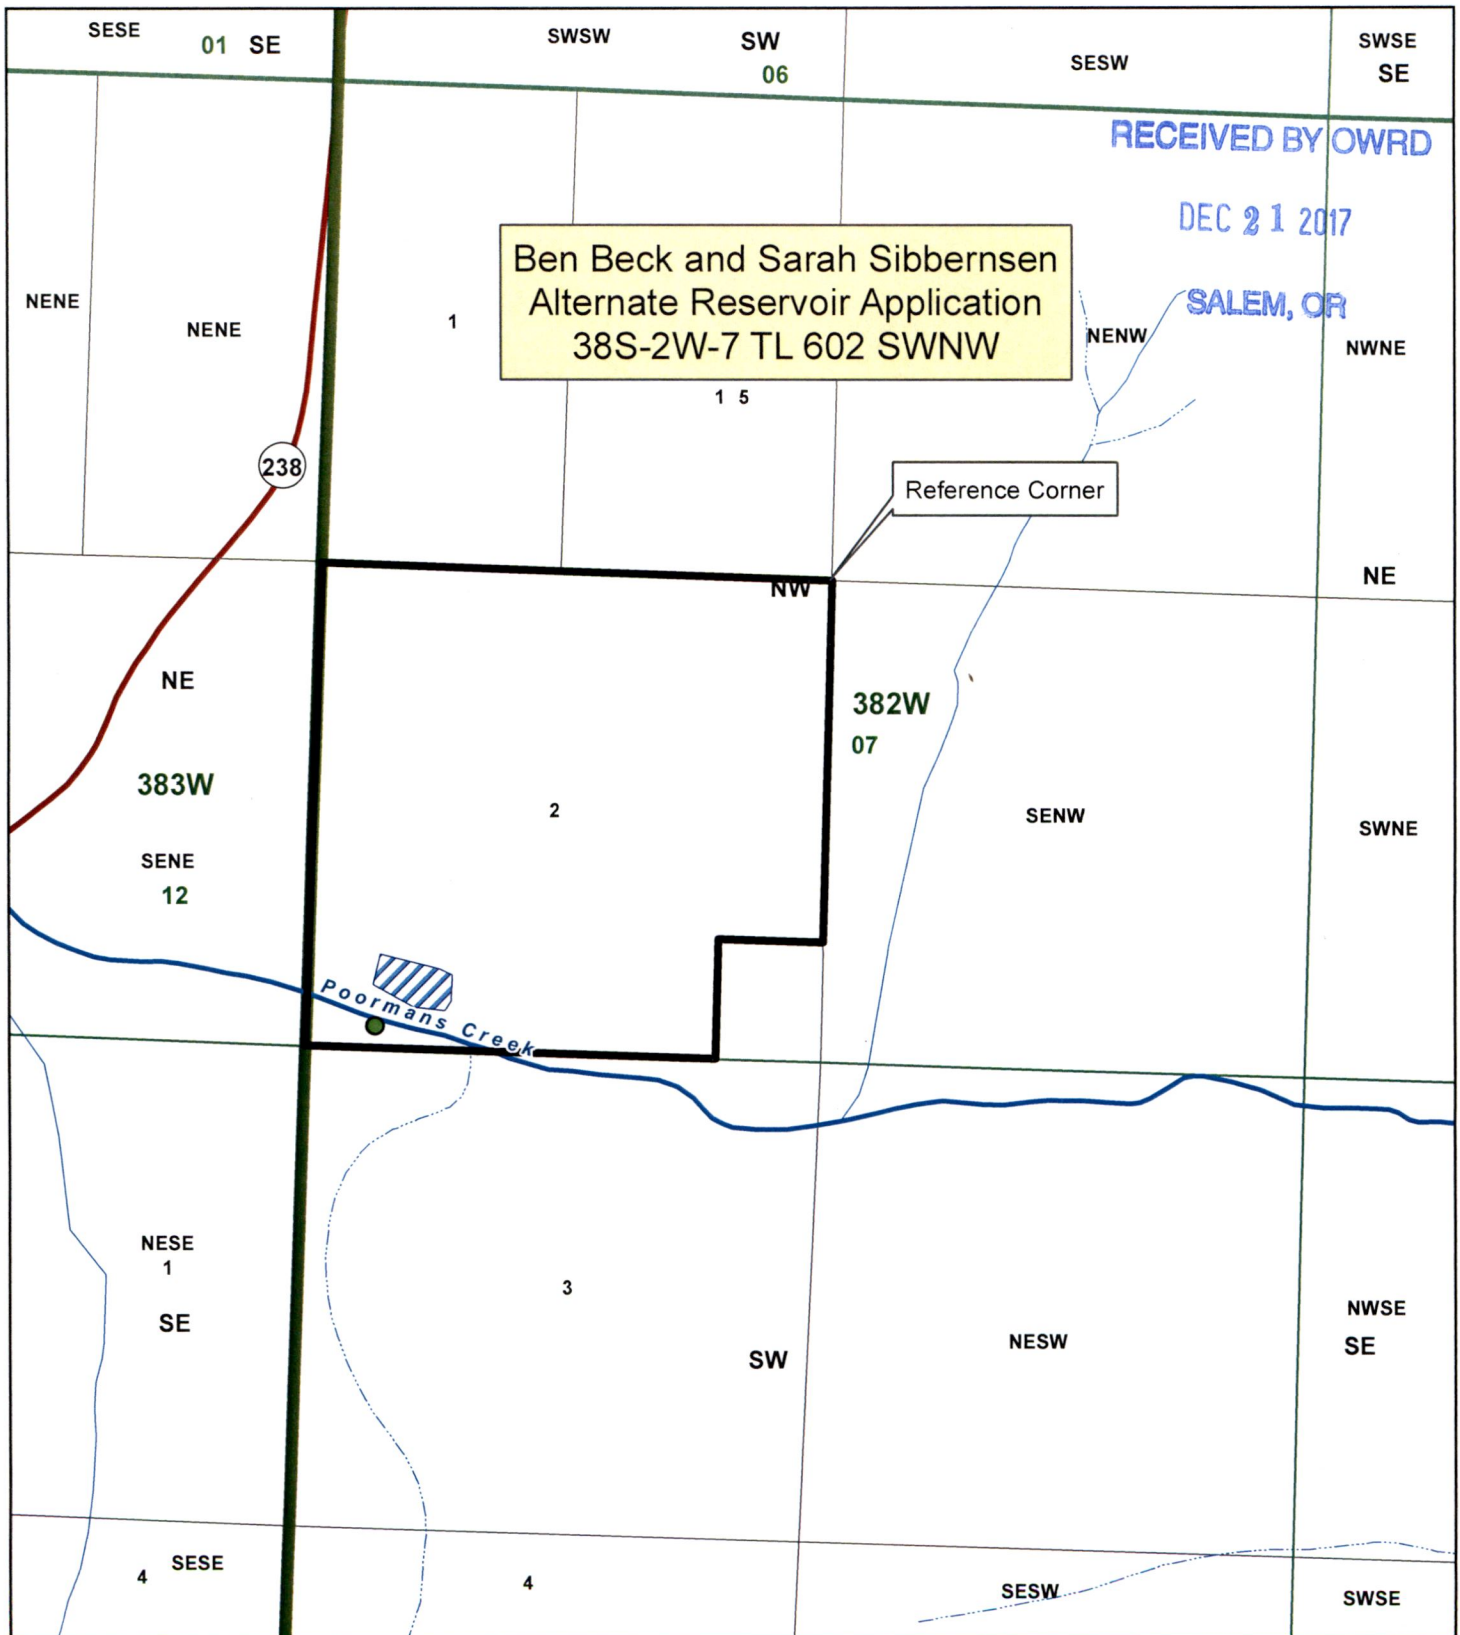 SESE
01 SE
SWSW
SW
06
SESW
SWSE
SE
RECEIVED BY OWRD
DEC 21 2017
SALEM, OR
Ben Beck and Sarah Sibbernsen
Alternate Reservoir Application
38S-2W-7 TL 602 SWNW
NENE
NENE
1
NENW
NWNE
1 5
238
Reference Corner
NW
NE
NE
382W
07
383W
2
SENW
SWNE
SENE
12
Poormans Creek
NESE
1
SE
3
SW
NESW
NWSE
SE
4 SESE
4
SESW
SWSE